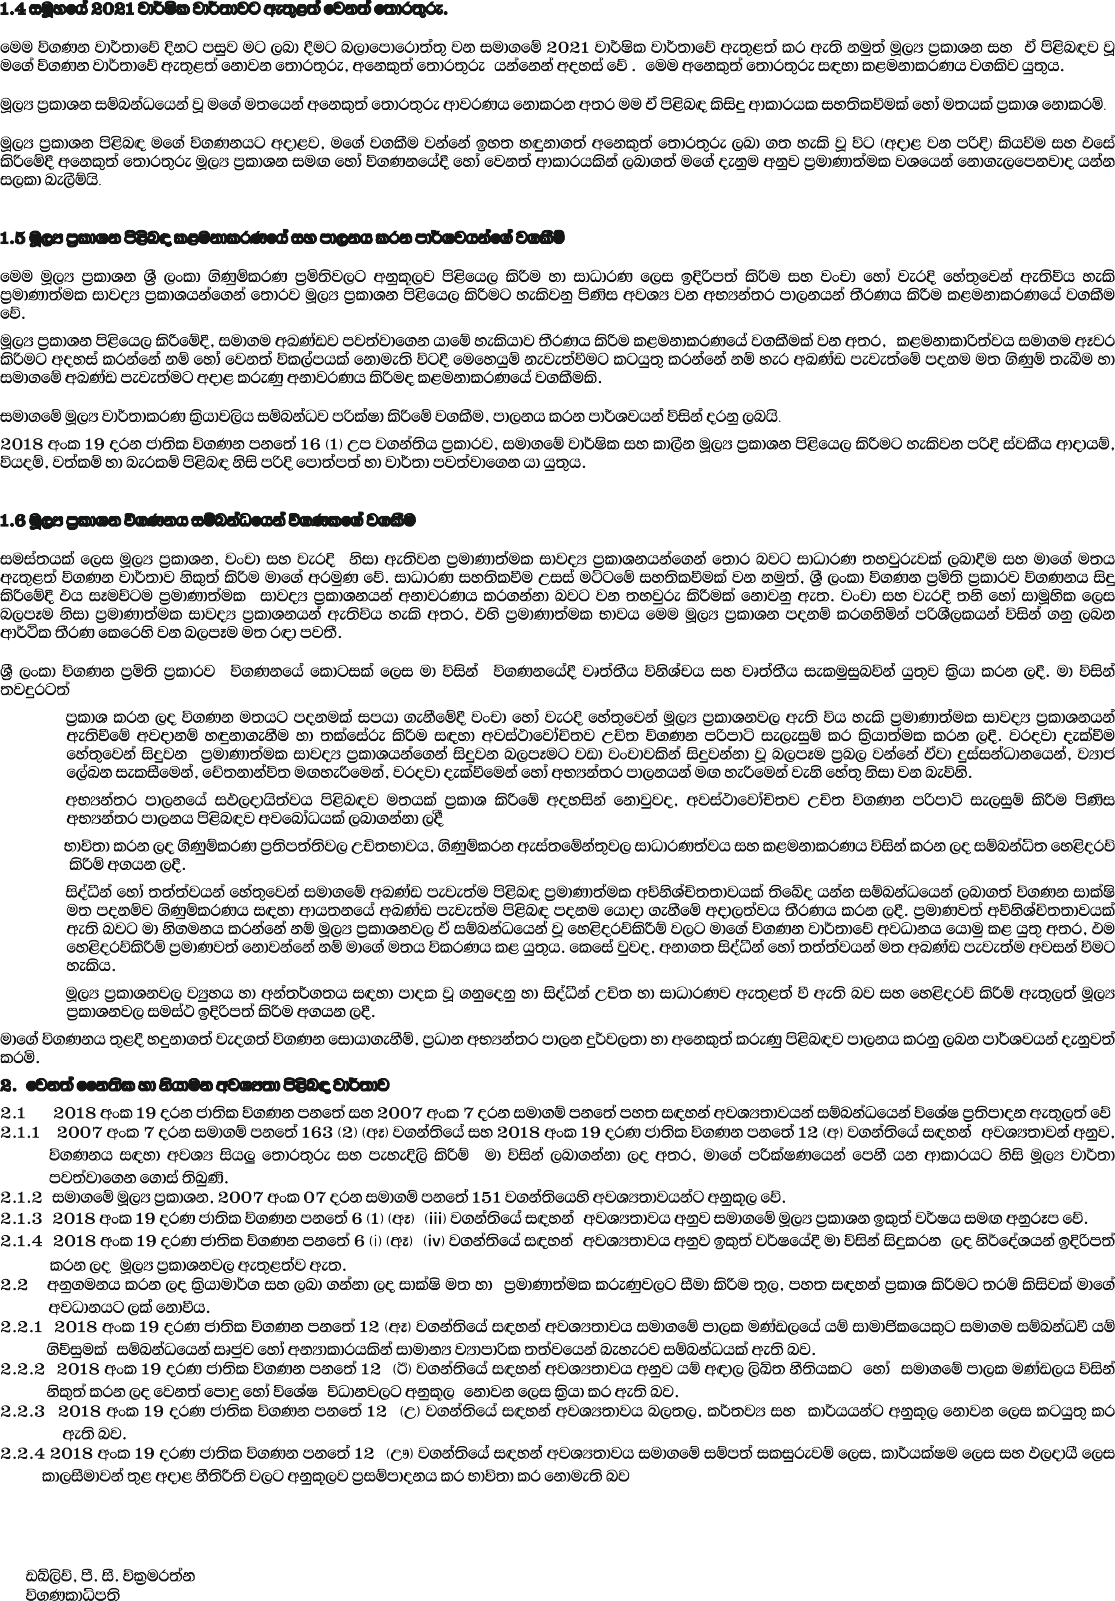 1.4 සමූහයේ 2021 වාර්ෂික වාර්තාවට ඇතුළත් වෙනත් තොරතුරු.
මෙම විගණන වාර්තාවේ දිනට පසුව මට ලබා දීමට බලාපොරොත්තු වන සමාගමේ 2021 වාර්ෂික වාර්තාවේ ඇතුළත් කර ඇති නමුත් මූල්‍ය ප්‍රකාශන සහ ඒ පිළිබඳව වූ
මගේ විගණන වාර්තාවේ ඇතුළත් නොවන තොරතුරු, අනෙකුත් තොරතුරු යන්නෙන් අදහස් වේ . මෙම අනෙකුත් තොරතුරු සඳහා කළමනාකරණය වගකිව යුතුය.
මූල්‍ය ප්‍රකාශන සම්බන්ධයෙන් වූ මගේ මතයෙන් අනෙකුත් තොරතුරු ආවරණය නොකරන අතර මම ඒ පිළිබඳ කිසිදු ආකාරයක සහතිකවීමක් හෝ මතයක් ප්‍රකාශ නොකරමි.
මූල්‍ය ප්‍රකාශන පිළිබඳ මගේ විගණනයට අදාළව, මගේ වගකීම වන්නේ ඉහත හඳුනාගත් අනෙකුත් තොරතුරු ලබා ගත හැකි වූ විට (අදාළ වන පරිදි) කියවීම සහ එසේ
කිරීමේදී අනෙකුත් තොරතුරු මූල්‍ය ප්‍රකාශන සමඟ හෝ විගණනයේදී හෝ වෙනත් ආකාරයකින් ලබාගත් මගේ දැනුම අනුව ප්‍රමාණාත්මක වශයෙන් නොගැලපෙනවාද යන්න
සලකා බැලීම්යි.
1.5 මූල්‍ය ප්‍රකාශන පිළිබඳ කළමනාකරණයේ සහ පාලනය කරන පාර්ශවයන්ගේ වගකීම්
මෙම මූල්‍ය ප්‍රකාශන ශ්‍රී ලංකා ගිණුම්කරණ ප්‍රමිතිවලට අනුකූලව පිළියෙල කිරීම හා සාධාරණ ලෙස ඉදිරිපත් කිරීම සහ වංචා හෝ වැරදි හේතුවෙන් ඇතිවිය හැකි
ප්‍රමාණාත්මක සාවද්‍ය ප්‍රකාශයන්ගෙන් තොරව මූල්‍ය ප්‍රකාශන පිළියෙල කිරීමට හැකිවනු පිණිස අවශ්‍ය වන අභ්‍යන්තර පාලනයන් තීරණය කිරීම කළමනාකරණයේ වගකීම
වේ.
මූල්‍ය ප්‍රකාශන පිළියෙල කිරීමේදී, සමාගම අඛණ්ඩව පවත්වාගෙන යාමේ හැකියාව තීරණය කිරීම කළමනාකරණයේ වගකීමක් වන අතර, කළමනාකාරිත්වය සමාගම ඈවර
කිරීමට අදහස් කරන්නේ නම් හෝ වෙනත් විකල්පයක් නොමැති විටදී මෙහෙයුම් නැවැත්වීමට කටයුතු කරන්නේ නම් හැර අඛණ්ඩ පැවැත්මේ පදනම මත ගිණුම් තැබීම හා
සමාගමේ අඛණ්ඩ පැවැත්මට අදාළ කරුණු අනාවරණය කිරීමද කළමනාකරණයේ වගකීමකි.
සමාගමේ මූල්‍ය වාර්තාකරණ ක්‍රියාවලිය සම්බන්ධව පරික්ෂා කිරීමේ වගකීම, පාලනය කරන පාර්ශවයන් විසින් දරනු ලබයි.
2018 අංක 19 දරන ජාතික විගණන පනතේ 16 (1) උප වගන්තිය ප්‍රකාරව, සමාගමේ වාර්ෂික සහ කාලීන මූල්‍ය ප්‍රකාශන පිළියෙල කිරීමට හැකිවන පරිදි ස්වකීය ආදායම්,
වියදම්, වත්කම් හා බැරකම් පිළිබඳ නිසි පරිදි පොත්පත් හා වාර්තා පවත්වාගෙන යා යුතුය.
1.6 මූල්‍ය ප්‍රකාශන විගණනය සම්බන්ධයෙන් විගණකගේ වගකීම
සමස්තයක් ලෙස මූල්‍ය ප්‍රකාශන, වංචා සහ වැරදි නිසා ඇතිවන ප්‍රමාණාත්මක සාවද්‍ය ප්‍රකාශනයන්ගෙන් තොර බවට සාධාරණ තහවුරුවක් ලබාදීම සහ මාගේ මතය
ඇතුළත් විගණන වාර්තාව නිකුත් කිරීම මාගේ අරමුණ වේ. සාධාරණ සහතිකවීම උසස් මට්ටමේ සහතිකවීමක් වන නමුත්, ශ්‍රී ලංකා විගණන ප්‍රමිති ප්‍රකාරව විගණනය සිදු
කිරීමේදී එය සෑමවිටම ප්‍රමාණාත්මක සාවද්‍ය ප්‍රකාශනයන් අනාවරණය කරගන්නා බවට වන තහවුරු කිරීමක් නොවනු ඇත. වංචා සහ වැරදි තනි හෝ සාමූහික ලෙස
බලපෑම නිසා ප්‍රමාණාත්මක සාවද්‍ය ප්‍රකාශනයන් ඇතිවිය හැකි අතර, එහි ප්‍රමාණාත්මක භාවය මෙම මූල්‍ය ප්‍රකාශන පදනම් කරගනිමින් පරිශීලකයන් විසින් ගනු ලබන
ආර්ථික තීරණ කෙරෙහි වන බලපෑම මත රඳා පවතී.
ශ්‍රී ලංකා විගණන ප්‍රමිති ප්‍රකාරව විගණනයේ කොටසක් ලෙස මා විසින් විගණනයේදී වෘත්තීය විනිශ්චය සහ වෘත්තීය සැකමුසුබවින් යුතුව ක්‍රියා කරන ලදී. මා විසින්
තවදුරටත්
ප්‍රකාශ කරන ලද විගණන මතයට පදනමක් සපයා ගැනීමේදී වංචා හෝ වැරදි හේතුවෙන් මූල්‍ය ප්‍රකාශනවල ඇති විය හැකි ප්‍රමාණාත්මක සාවද්‍ය ප්‍රකාශනයන්
ඇතිවීමේ අවදානම් හඳුනාගැනීම හා තක්සේරු කිරීම සඳහා අවස්ථාවෝචිතව උචිත විගණන පරිපාටි සැලැසුම් කර ක්‍රියාත්මක කරන ලදී. වරදවා දැක්වීම්
හේතුවෙන් සිදුවන ප්‍රමාණාත්මක සාවද්‍ය ප්‍රකාශයන්ගෙන් සිදුවන බලපෑමට වඩා වංචාවකින් සිදුවන්නා වූ බලපෑම ප්‍රබල වන්නේ ඒවා දුස්සන්ධානයෙන්, ව්‍යාජ
ලේඛන සැකසීමෙන්, චේතනාන්විත මඟහැරීමෙන්, වරදවා දැක්වීමෙන් හෝ අභ්‍යන්තර පාලනයන් මඟ හැරීමෙන් වැනි හේතු නිසා වන බැවිනි.
අභ්‍යන්තර පාලනයේ සඵලදායිත්වය පිළිබඳව මතයක් ප්‍රකාශ කිරීමේ අදහසින් නොවුවද, අවස්ථාවෝචිතව උචිත විගණන පරිපාටි සැලසුම් කිරීම පිණිස
අභ්‍යන්තර පාලනය පිළිබඳව අවබෝධයක් ලබාගන්නා ලදී
භාවිතා කරන ලද ගිණුම්කරණ ප්‍රතිපත්තිවල උචිතභාවය, ගිණුම්කරන ඇස්තමේන්තුවල සාධාරණත්වය සහ කළමනාකරණය විසින් කරන ලද සම්බන්ධිත හෙළිදරව්
කිරීම් අගයන ලදී.
සිද්ධීන් හෝ තත්ත්වයන් හේතුවෙන් සමාගමේ අඛණ්ඩ පැවැත්ම පිළිබඳ ප්‍රමාණාත්මක අවිනිශ්චිතතාවයක් තිබේද යන්න සම්බන්ධයෙන් ලබාගත් විගණන සාක්ෂි
මත පදනම්ව ගිණුම්කරණය සඳහා ආයතනයේ අඛණ්ඩ පැවැත්ම පිළිබඳ පදනම යොදා ගැනීමේ අදාලත්වය තීරණය කරන ලදී. ප්‍රමාණවත් අවිනිශ්චිතතාවයක්
ඇති බවට මා නිගමනය කරන්නේ නම් මූල්‍ය ප්‍රකාශනවල ඒ සම්බන්ධයෙන් වූ හෙළිදරව්කිරීම් වලට මාගේ විගණන වාර්තාවේ අවධානය යොමු කළ යුතු අතර, එම
හෙළිදරව්කිරීම් ප්‍රමාණවත් නොවන්නේ නම් මාගේ මතය විකරණය කළ යුතුය. කෙසේ වුවද, අනාගත සිද්ධීන් හෝ තත්ත්වයන් මත අඛණ්ඩ පැවැත්ම අවසන් වීමට
හැකිය.
මූල්‍ය ප්‍රකාශනවල ව්‍යුහය හා අන්තර්ගතය සඳහා පාදක වූ ගනුදෙනු හා සිද්ධීන් උචිත හා සාධාරණව ඇතුළත් වී ඇති බව සහ හෙළිදරව් කිරීම් ඇතුලත් මූල්‍ය
ප්‍රකාශනවල සමස්ථ ඉදිරිපත් කිරීම අගයන ලදී.
මාගේ විගණනය තුළදී හදුනාගත් වැදගත් විගණන සොයාගැනීම්, ප්‍රධාන අභ්‍යන්තර පාලන දුර්වලතා හා අනෙකුත් කරුණු පිළිබඳව පාලනය කරනු ලබන පාර්ශවයන් දැනුවත්
කරමි.
2. වෙනත් නෛතික හා නියාමන අවශ්‍යතා පිළිබඳ වාර්තාව
2.1 2018 අංක 19 දරන ජාතික විගණන පනතේ සහ 2007 අංක 7 දරන සමාගම් පනතේ පහත සඳහන් අවශ්‍යතාවයන් සම්බන්ධයෙන් විශේෂ ප්‍රතිපාදන ඇතුලත් වේ
2.1.1 2007 අංක 7 දරන සමාගම් පනතේ 163 (2) (ඈ) වගන්තියේ සහ 2018 අංක 19 දරණ ජාතික විගණන පනතේ 12 (අ) වගන්තියේ සඳහන් අවශ්‍යතාවන් අනුව,
විගණනය සඳහා අවශ්‍ය සියලු තොරතුරු සහ පැහැදිලි කිරීම් මා විසින් ලබාගන්නා ලද අතර, මාගේ පරික්ෂණයෙන් පෙනී යන ආකාරයට නිසි මූල්‍ය වාර්තා
පවත්වාගෙන ගොස් තිබුණි.
2.1.2 සමාගමේ මූල්‍ය ප්‍රකාශන, 2007 අංක 07 දරන සමාගම් පනතේ 151 වගන්තියෙහි අවශ්‍යතාවයන්ට අනුකූල වේ.
2.1.3 2018 අංක 19 දරණ ජාතික විගණන පනතේ 6 (1) (ඈ) (iii) වගන්තියේ සඳහන් අවශ්‍යතාවය අනුව සමාගමේ මූල්‍ය ප්‍රකාශන ඉකුත් වර්ෂය සමඟ අනුරූප වේ.
2.1.4 2018 අංක 19 දරණ ජාතික විගණන පනතේ 6 (i) (ඈ) (iv) වගන්තියේ සඳහන් අවශ්‍යතාවය අනුව ඉකුත් වර්ෂයේදී මා විසින් සිදුකරන ලද නිර්දේශයන් ඉදිරිපත්
කරන ලද මූල්‍ය ප්‍රකාශනවල ඇතුළත්ව ඇත.
2.2 අනුගමනය කරන ලද ක්‍රියාමාර්ග සහ ලබා ගන්නා ලද සාක්ෂි මත හා ප්‍රමාණාත්මක කරුණුවලට සීමා කිරීම තුල, පහත සඳහන් ප්‍රකාශ කිරීමට තරම් කිසිවක් මාගේ
අවධානයට ලක් නොවීය.
2.2.1 2018 අංක 19 දරණ ජාතික විගණන පනතේ 12 (ඈ) වගන්තියේ සඳහන් අවශ්‍යතාවය සමාගමේ පාලක මණ්ඩලයේ යම් සාමාජිකයෙකුට සමාගම සම්බන්ධවී යම්
ගිවිසුමක් සම්බන්ධයෙන් සෘජුව හෝ අන්‍යාකාරයකින් සාමාන්‍ය ව්‍යාපාරික තත්වයෙන් බැහැරව සම්බන්ධයක් ඇති බව.
2.2.2 2018 අංක 19 දරණ ජාතික විගණන පනතේ 12 (ඊ) වගන්තියේ සඳහන් අවශ්‍යතාවය අනුව යම් අඳාල ලිඛිත නීතියකට හෝ සමාගමේ පාලක මණ්ඩලය විසින්
නිකුත් කරන ලද වෙනත් පොදු හෝ විශේෂ විධානවලට අනුකූල නොවන ලෙස ක්‍රියා කර ඇති බව.
2.2.3 2018 අංක 19 දරණ ජාතික විගණන පනතේ 12 (උ) වගන්තියේ සඳහන් අවශ්‍යතාවය බලතල, කර්තව්‍ය සහ කාර්යයන්ට අනුකූල නොවන ලෙස කටයුතු කර
ඇති බව.
2.2.4 2018 අංක 19 දරණ ජාතික විගණන පනතේ 12 (ඌ) වගන්තියේ සඳහන් අවශ්‍යතාවය සමාගමේ සම්පත් සකසුරුවම් ලෙස, කාර්යක්ෂම ලෙස සහ ඵලදායී ලෙස
කාලසීමාවන් තුළ අදාළ නීතිරීති වලට අනුකූලව ප්‍රසම්පාදනය කර භාවිතා කර නොමැති බව
ඩබ්ලිව්. පී. සී. වික්‍රමරත්න
විගණකාධිපති